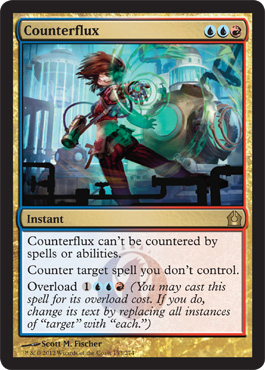 Counterflux
Instant
Counterflux can't be countered by
spells or abilities.
Counter target spell you don't control.
Overload 1 (You may cast this
spell for its overload cost. If you do,
change its text by replacing all instances
of "target" with "each.")
Scott M. Fischer
™ & © 2012 Wizards of the Coast